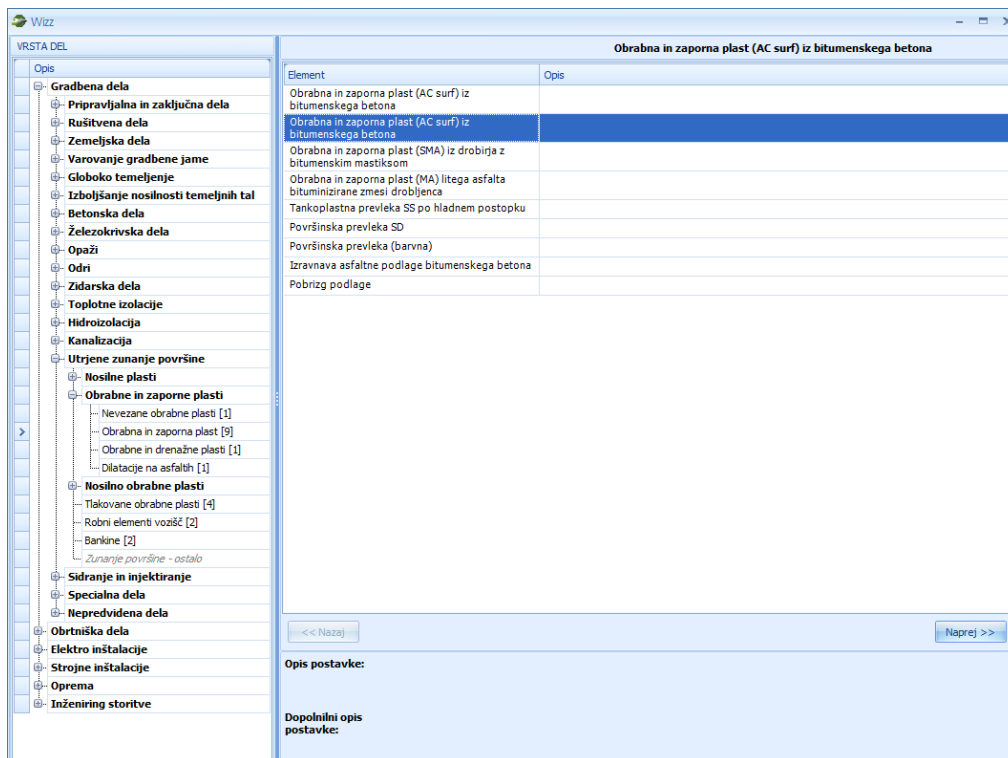 Wizz
VRSTA DEL
Opis
Gradbena dela
Pripravljalna in zaključna dela
Rušitvena dela
Zemeljska dela
Varovanje gradbene jame
Globoko temeljenje
Izboljšanje nosilnosti temeljnih tal
Betonska dela
Železokrivska dela
Opaži
Odri
Zidarska dela
Toplotne izolacije
Hidroizolacija
Kanalizacija
Utrjene zunanje površine
Nosilne plasti
Obrabne in zaporne plasti
Nevezane obrabne plasti [1]
Obrabna in zaporna plast [9]
Obrabne in drenažne plasti [1]
Dilatacije na asfaltih [1]
Nosilno obrabne plasti
Tlakovane obrabne plasti [4]
Robni elementi vozišč [2]
Bankine [2]
Zunanje površine - ostalo
Sidranje in injektiranje
Specialna dela
Nepredvidena dela
Obrtniška dela
Elektro inštalacije
Strojne inštalacije
Oprema
Inženiring storitve
Obrabna in zaporna plast (AC surf) iz bitumenskega betona
Element Opis
Obrabna in zaporna plast (AC surf) iz
bitumenskega betona
Obrabna in zaporna plast (AC surf) iz
bitumenskega betona
Obrabna in zaporna plast (SMA) iz drobirja z
bitumenskim mastiksom
Obrabna in zaporna plast (MA) litega asfalta
bituminizirane zmesi drobljenca
Tankoplastna prevleka SS po hladnem postopku
Površinska prevleka SD
Površinska prevleka (barvna)
Izravnava asfaltne podlage bitumenskega betona
Pobrizg podlage
<< Nazaj Naprej >>
Opis postavke:
Dopolnilni opis
postavke: